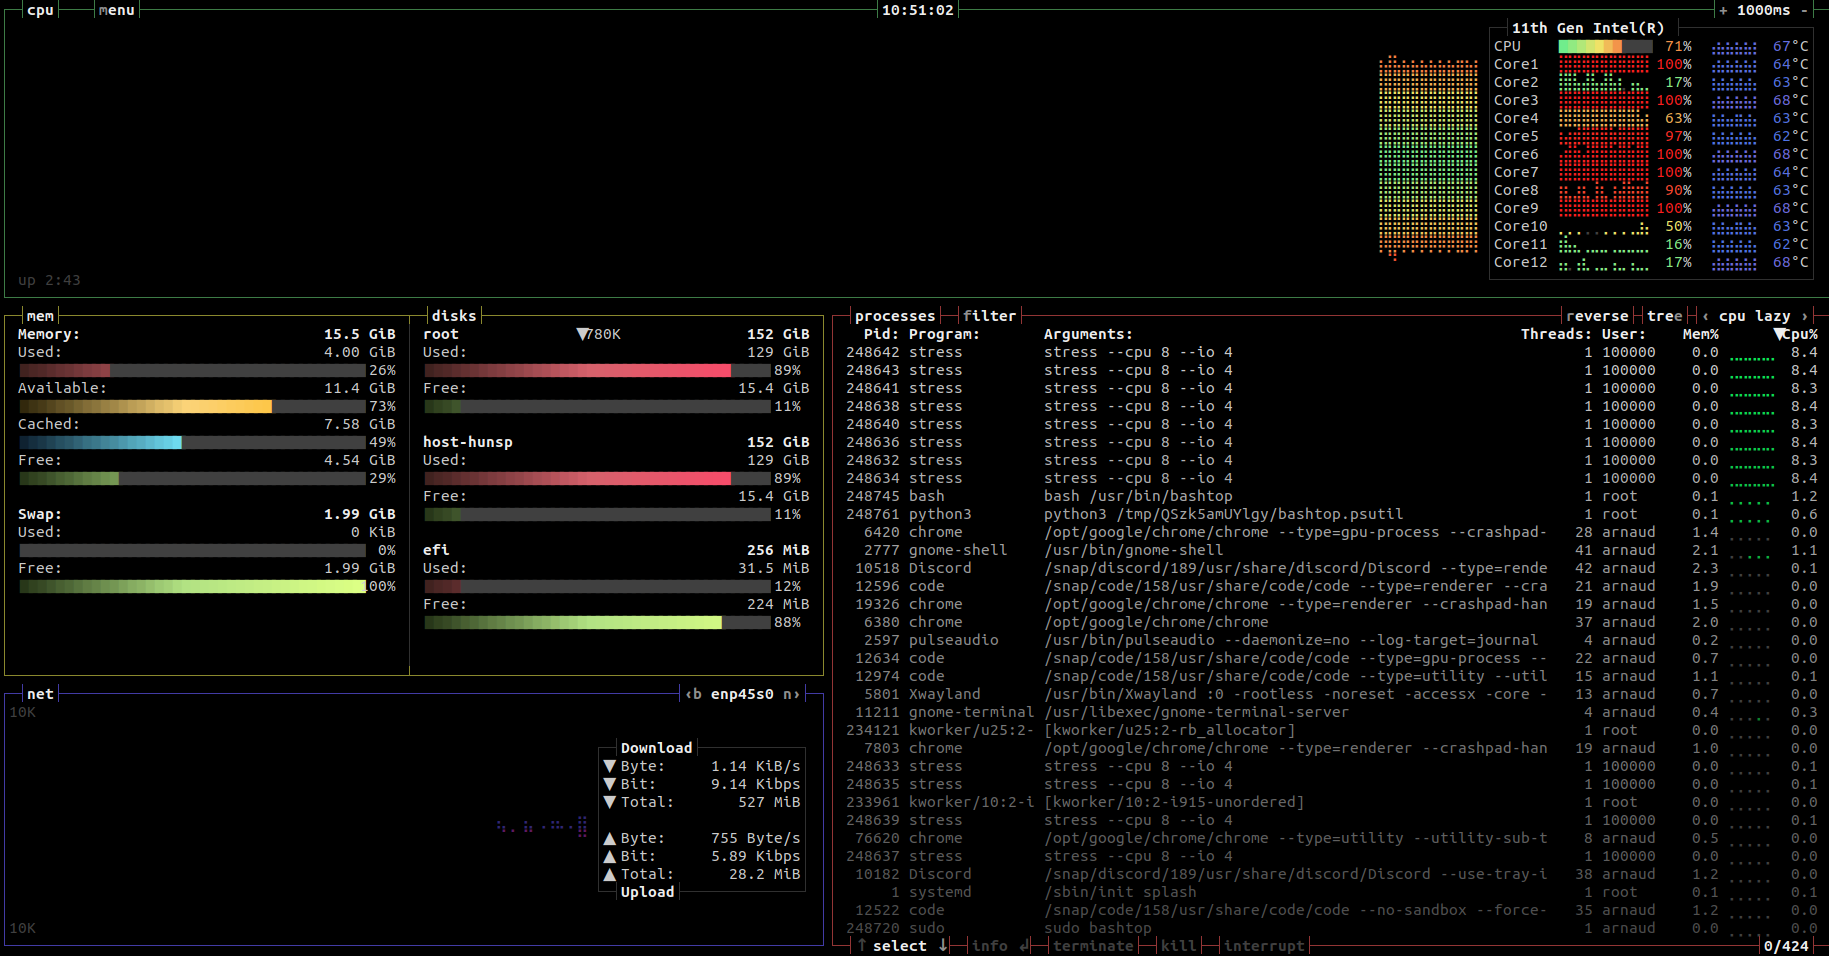 cpu menu 10:51:02 + 1000ms -
11th Gen Intel(R)
CPU 71% 67°C
Core1 100% 64°C
Core2 17% 63°C
Core3 100% 68°C
Core4 63% 63°C
Core5 97% 62°C
Core6 100% 68°C
Core7 100% 64°C
Core8 90% 63°C
Core9 100% 68°C
Core10 50% 63°C
Core11 16% 62°C
Core12 17% 68°C
up 2:43
mem
Memory: 15.5 GiB
Used: 4.00 GiB
26%
Available: 11.4 GiB
73%
Cached: 7.58 GiB
49%
Free: 4.54 GiB
29%
Swap: 1.99 GiB
Used: 0 KiB
0%
Free: 1.99 GiB
100%
disks
root ▼780K 152 GiB
Used: 129 GiB
89%
Free: 15.4 GiB
11%
host-hunsp 152 GiB
Used: 129 GiB
89%
Free: 15.4 GiB
11%
efi 256 MiB
Used: 31.5 MiB
12%
Free: 224 MiB
88%
net ‹b enp45s0 n›
10K
Download
▼ Byte: 1.14 KiB/s
▼ Bit: 9.14 Kibps
▼ Total: 527 MiB
▲ Byte: 755 Byte/s
▲ Bit: 5.89 Kibps
▲ Total: 28.2 MiB
Upload
10K
processes filter reverse tree ‹ cpu lazy ›
Pid: Program: Arguments: Threads: User: Mem% ▼Cpu%
248642 stress stress --cpu 8 --io 4 1 100000 0.0 8.4
248643 stress stress --cpu 8 --io 4 1 100000 0.0 8.4
248641 stress stress --cpu 8 --io 4 1 100000 0.0 8.3
248638 stress stress --cpu 8 --io 4 1 100000 0.0 8.4
248640 stress stress --cpu 8 --io 4 1 100000 0.0 8.3
248636 stress stress --cpu 8 --io 4 1 100000 0.0 8.4
248632 stress stress --cpu 8 --io 4 1 100000 0.0 8.3
248634 stress stress --cpu 8 --io 4 1 100000 0.0 8.4
248745 bash bash /usr/bin/bashtop 1 root 0.1 1.2
248761 python3 python3 /tmp/QSzk5amUYlgy/bashtop.psutil 1 root 0.1 0.6
6420 chrome /opt/google/chrome/chrome --type=gpu-process --crashpad- 28 arnaud 1.4 0.0
2777 gnome-shell /usr/bin/gnome-shell 41 arnaud 2.1 1.1
10518 Discord /snap/discord/189/usr/share/discord/Discord --type=rende 42 arnaud 2.3 0.1
12596 code /snap/code/158/usr/share/code/code --type=renderer --cra 21 arnaud 1.9 0.0
19326 chrome /opt/google/chrome/chrome --type=renderer --crashpad-han 19 arnaud 1.5 0.0
6380 chrome /opt/google/chrome/chrome 37 arnaud 2.0 0.0
2597 pulseaudio /usr/bin/pulseaudio --daemonize=no --log-target=journal 4 arnaud 0.2 0.0
12634 code /snap/code/158/usr/share/code/code --type=gpu-process -- 22 arnaud 0.7 0.0
12974 code /snap/code/158/usr/share/code/code --type=utility --util 15 arnaud 1.1 0.1
5801 Xwayland /usr/bin/Xwayland :0 -rootless -noreset -accessx -core - 13 arnaud 0.7 0.0
11211 gnome-terminal /usr/libexec/gnome-terminal-server 4 arnaud 0.4 0.3
234121 kworker/u25:2- [kworker/u25:2-rb_allocator] 1 root 0.0 0.0
7803 chrome /opt/google/chrome/chrome --type=renderer --crashpad-han 19 arnaud 1.0 0.0
248633 stress stress --cpu 8 --io 4 1 100000 0.0 0.1
248635 stress stress --cpu 8 --io 4 1 100000 0.0 0.1
233961 kworker/10:2-i [kworker/10:2-i915-unordered] 1 root 0.0 0.0
248639 stress stress --cpu 8 --io 4 1 100000 0.0 0.1
76620 chrome /opt/google/chrome/chrome --type=utility --utility-sub-t 8 arnaud 0.5 0.0
248637 stress stress --cpu 8 --io 4 1 100000 0.0 0.0
10182 Discord /snap/discord/189/usr/share/discord/Discord --use-tray-i 38 arnaud 1.2 0.0
1 systemd /sbin/init splash 1 root 0.1 0.1
12522 code /snap/code/158/usr/share/code/code --no-sandbox --force- 35 arnaud 1.2 0.0
248720 sudo sudo bashtop 1 root 0.0 0.0
↑ select ↓ info ↲ terminate kill interrupt 0/424